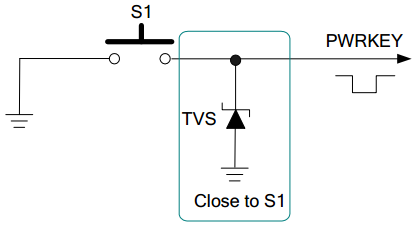 S1
PWRKEY
TVS
Close to S1